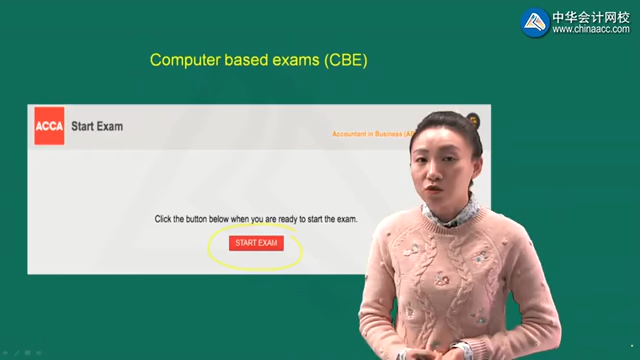 中华会计网校
www.chinaacc.com
Computer based exams (CBE)
ACCA
Start Exam
Accountant in Business
Click the button below when you are ready to start the exam.
START EXAM